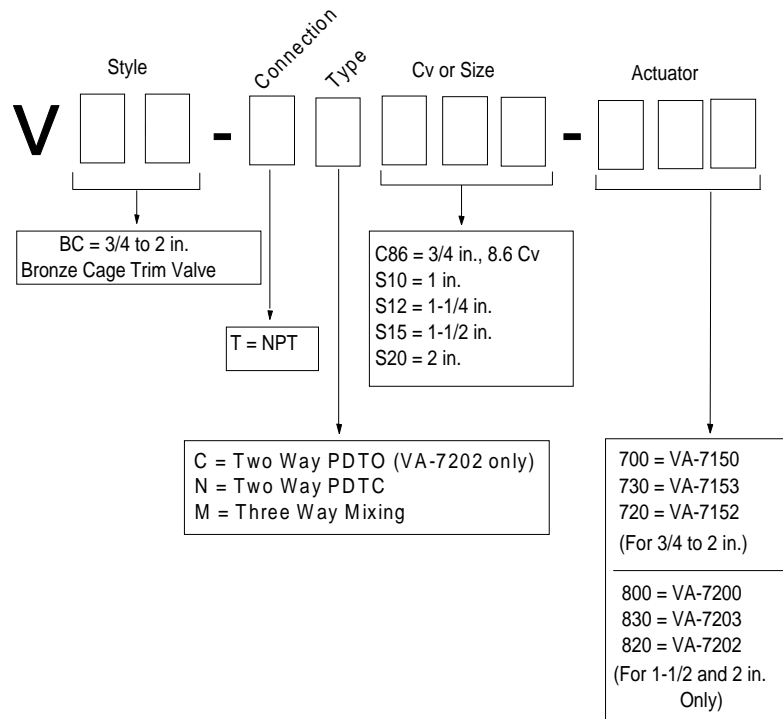 Style
Connection
Type
Cv or Size
Actuator
V - -
BC = 3/4 to 2 in.
Bronze Cage Trim Valve
T = NPT
C86 = 3/4 in., 8.6 Cv
S10 = 1 in.
S12 = 1-1/4 in.
S15 = 1-1/2 in.
S20 = 2 in.
C = Two Way PDTO (VA-7202 only)
N = Two Way PDTC
M = Three Way Mixing
700 = VA-7150
730 = VA-7153
720 = VA-7152
(For 3/4 to 2 in.)
800 = VA-7200
830 = VA-7203
820 = VA-7202
(For 1-1/2 and 2 in.
Only)